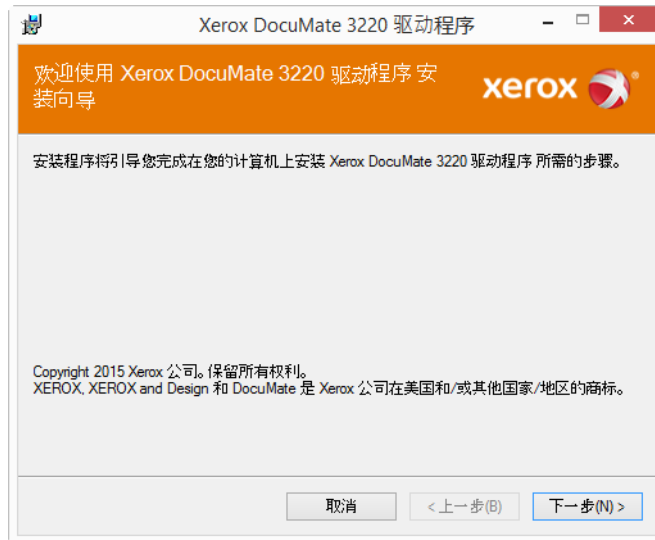 Xerox DocuMate 3220 驱动程序
欢迎使用 Xerox DocuMate 3220 驱动程序 安
装向导
xerox
安装程序将引导您完成在您的计算机上安装 Xerox DocuMate 3220 驱动程序 所需的步骤。
Copyright 2015 Xerox 公司。保留所有权利。
XEROX, XEROX and Design 和 DocuMate 是 Xerox 公司在美国和/或其他国家/地区的商标。
取消
<上一步(B)
下一步(N) >